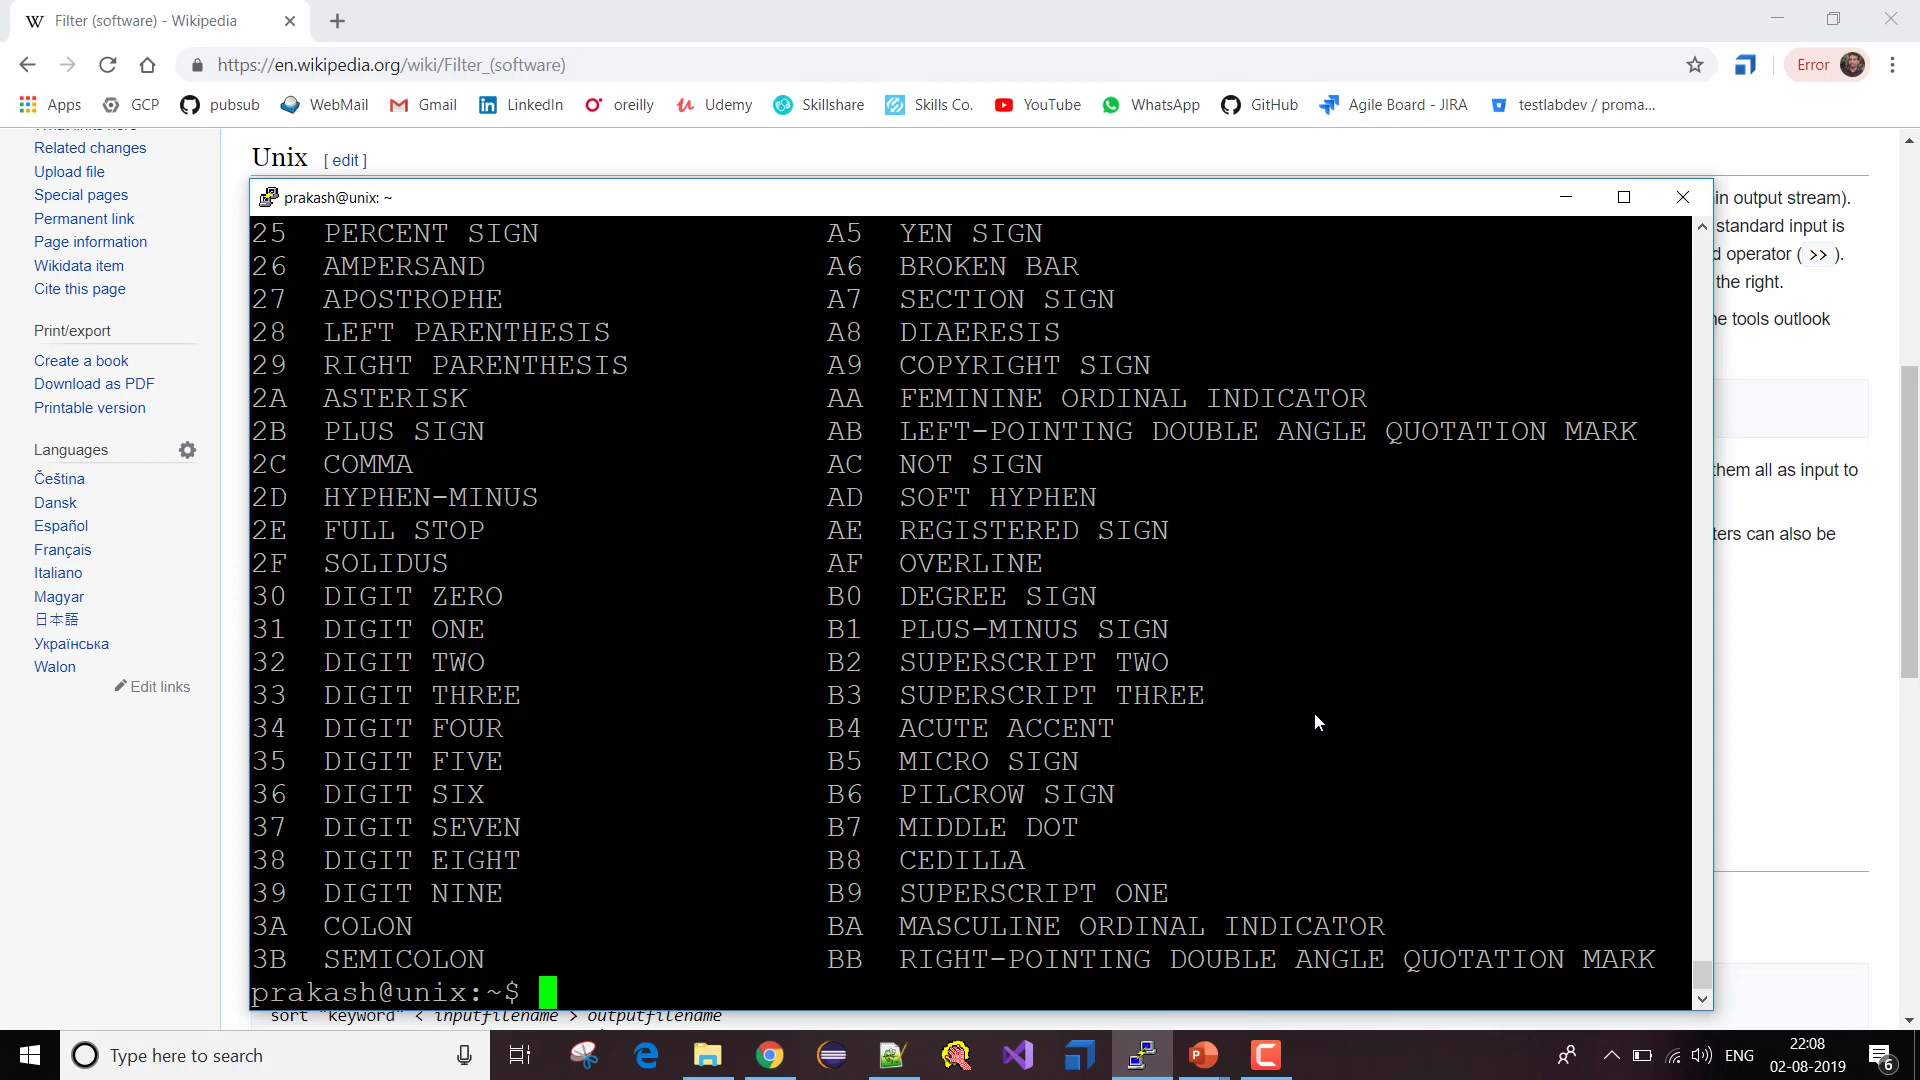 Filter (software) - Wikipedia
https://en.wikipedia.org/wiki/Filter_(software)
Error
Apps GCP pubsub WebMail Gmail LinkedIn oreilly Udemy Skillshare Skills Co. YouTube WhatsApp GitHub Agile Board - JIRA testlabdev / proma...
Related changes
Upload file
Special pages
Permanent link
Page information
Wikidata item
Cite this page
Print/export
Create a book
Download as PDF
Printable version
Languages
Čeština
Dansk
Español
Français
Italiano
Magyar
日本語
Українська
Walon
Edit links
Unix [ edit ]
in output stream).
standard input is
operator ( >> ).
the right.
tools outlook
them all as input to
can also be
prakash@unix: ~
25 PERCENT SIGN A5 YEN SIGN
26 AMPERSAND A6 BROKEN BAR
27 APOSTROPHE A7 SECTION SIGN
28 LEFT PARENTHESIS A8 DIAERESIS
29 RIGHT PARENTHESIS A9 COPYRIGHT SIGN
2A ASTERISK AA FEMININE ORDINAL INDICATOR
2B PLUS SIGN AB LEFT-POINTING DOUBLE ANGLE QUOTATION MARK
2C COMMA AC NOT SIGN
2D HYPHEN-MINUS AD SOFT HYPHEN
2E FULL STOP AE REGISTERED SIGN
2F SOLIDUS AF OVERLINE
30 DIGIT ZERO B0 DEGREE SIGN
31 DIGIT ONE B1 PLUS-MINUS SIGN
32 DIGIT TWO B2 SUPERSCRIPT TWO
33 DIGIT THREE B3 SUPERSCRIPT THREE
34 DIGIT FOUR B4 ACUTE ACCENT
35 DIGIT FIVE B5 MICRO SIGN
36 DIGIT SIX B6 PILCROW SIGN
37 DIGIT SEVEN B7 MIDDLE DOT
38 DIGIT EIGHT B8 CEDILLA
39 DIGIT NINE B9 SUPERSCRIPT ONE
3A COLON BA MASCULINE ORDINAL INDICATOR
3B SEMICOLON BB RIGHT-POINTING DOUBLE ANGLE QUOTATION MARK
prakash@unix:~$
sort "keyword" < inputfilename > outputfilename
Type here to search
ENG
22:08
02-08-2019
6